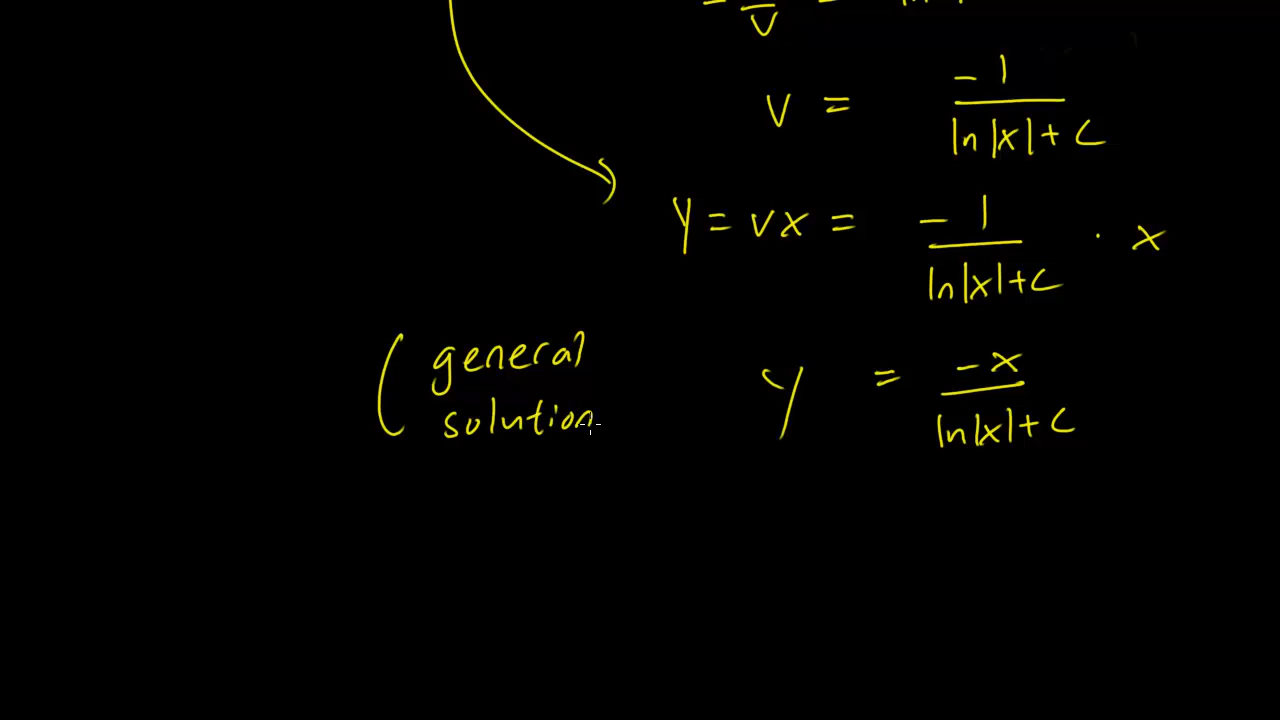 v = -1/(ln|x|+c)
y = vx = -1/(ln|x|+c) · x
(general y = -x/(ln|x|+c)
solution